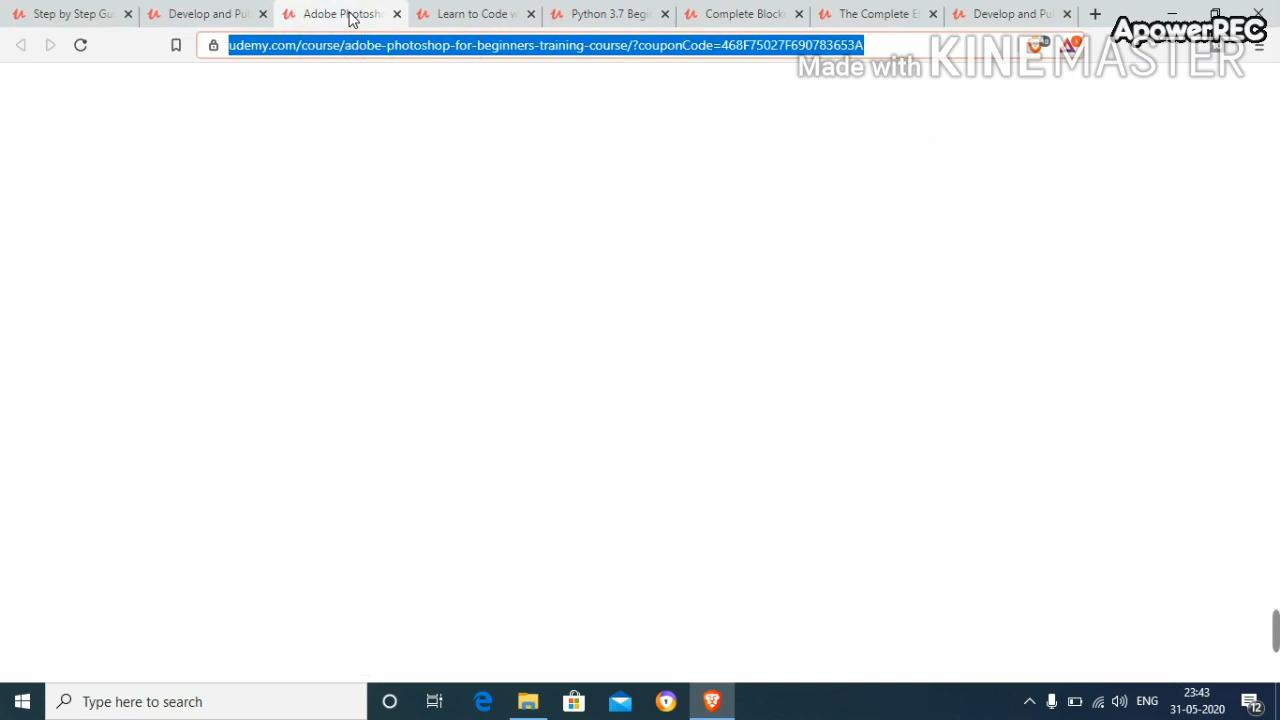 Step by Step Gu
Develop and Pu
Adobe Photosh
Learn to Code w
Python 3.7 Begi
Complete Block
The Complete E
Develop and Pu
ApowerREC
udemy.com/course/adobe-photoshop-for-beginners-training-course/?couponCode=468F75027F690783653A
Made with KINEMASTER
Type here to search
ENG
23:43
31-05-2020
12